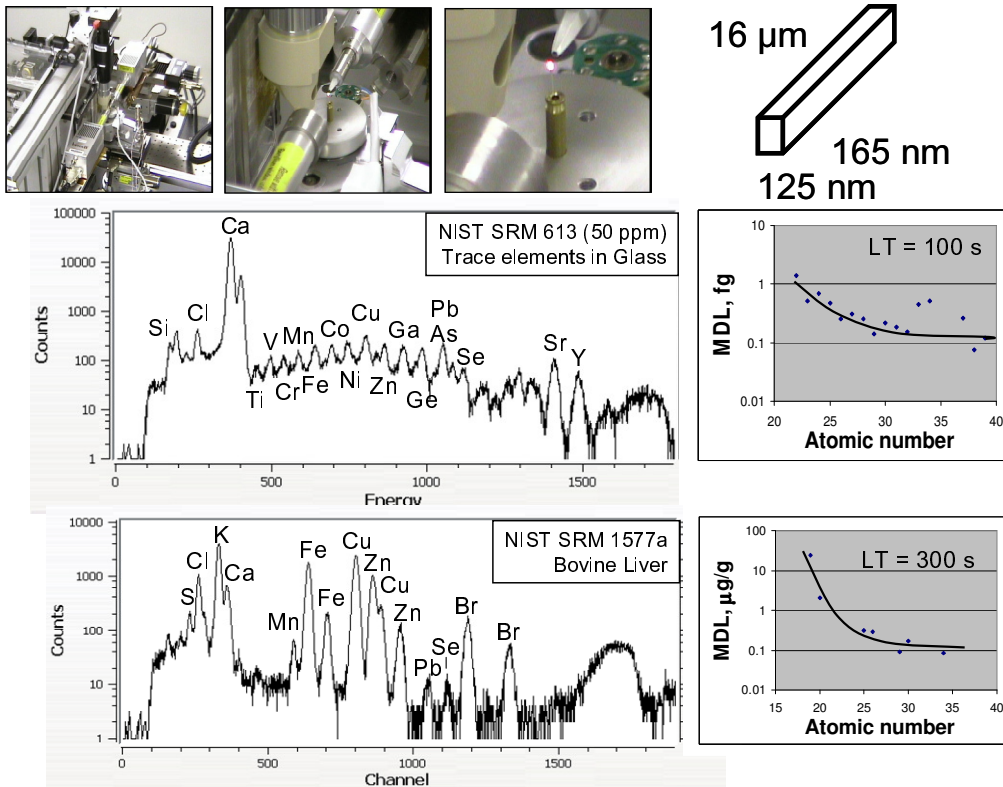 16 µm
165 nm
125 nm
NIST SRM 613 (50 ppm)
Trace elements in Glass
Counts
100000
10000
1000
100
10
1
Ca
Si
Cl
Ti
V
Cr
Mn
Fe
Co
Ni
Cu
Zn
Ga
Ge
Pb
As
Se
Sr
Y
0
500
1000
1500
Energy
LT = 100 s
MDL, fg
10
1
0.1
0.01
20
25
30
35
40
Atomic number
NIST SRM 1577a
Bovine Liver
Counts
10000
1000
100
10
1
S
Cl
K
Ca
Mn
Fe
Fe
Cu
Zn
Cu
Zn
Pb
Se
Br
Br
0
500
1000
1500
Channel
LT = 300 s
MDL, µg/g
100
10
1
0.1
0.01
15
20
25
30
35
40
Atomic number